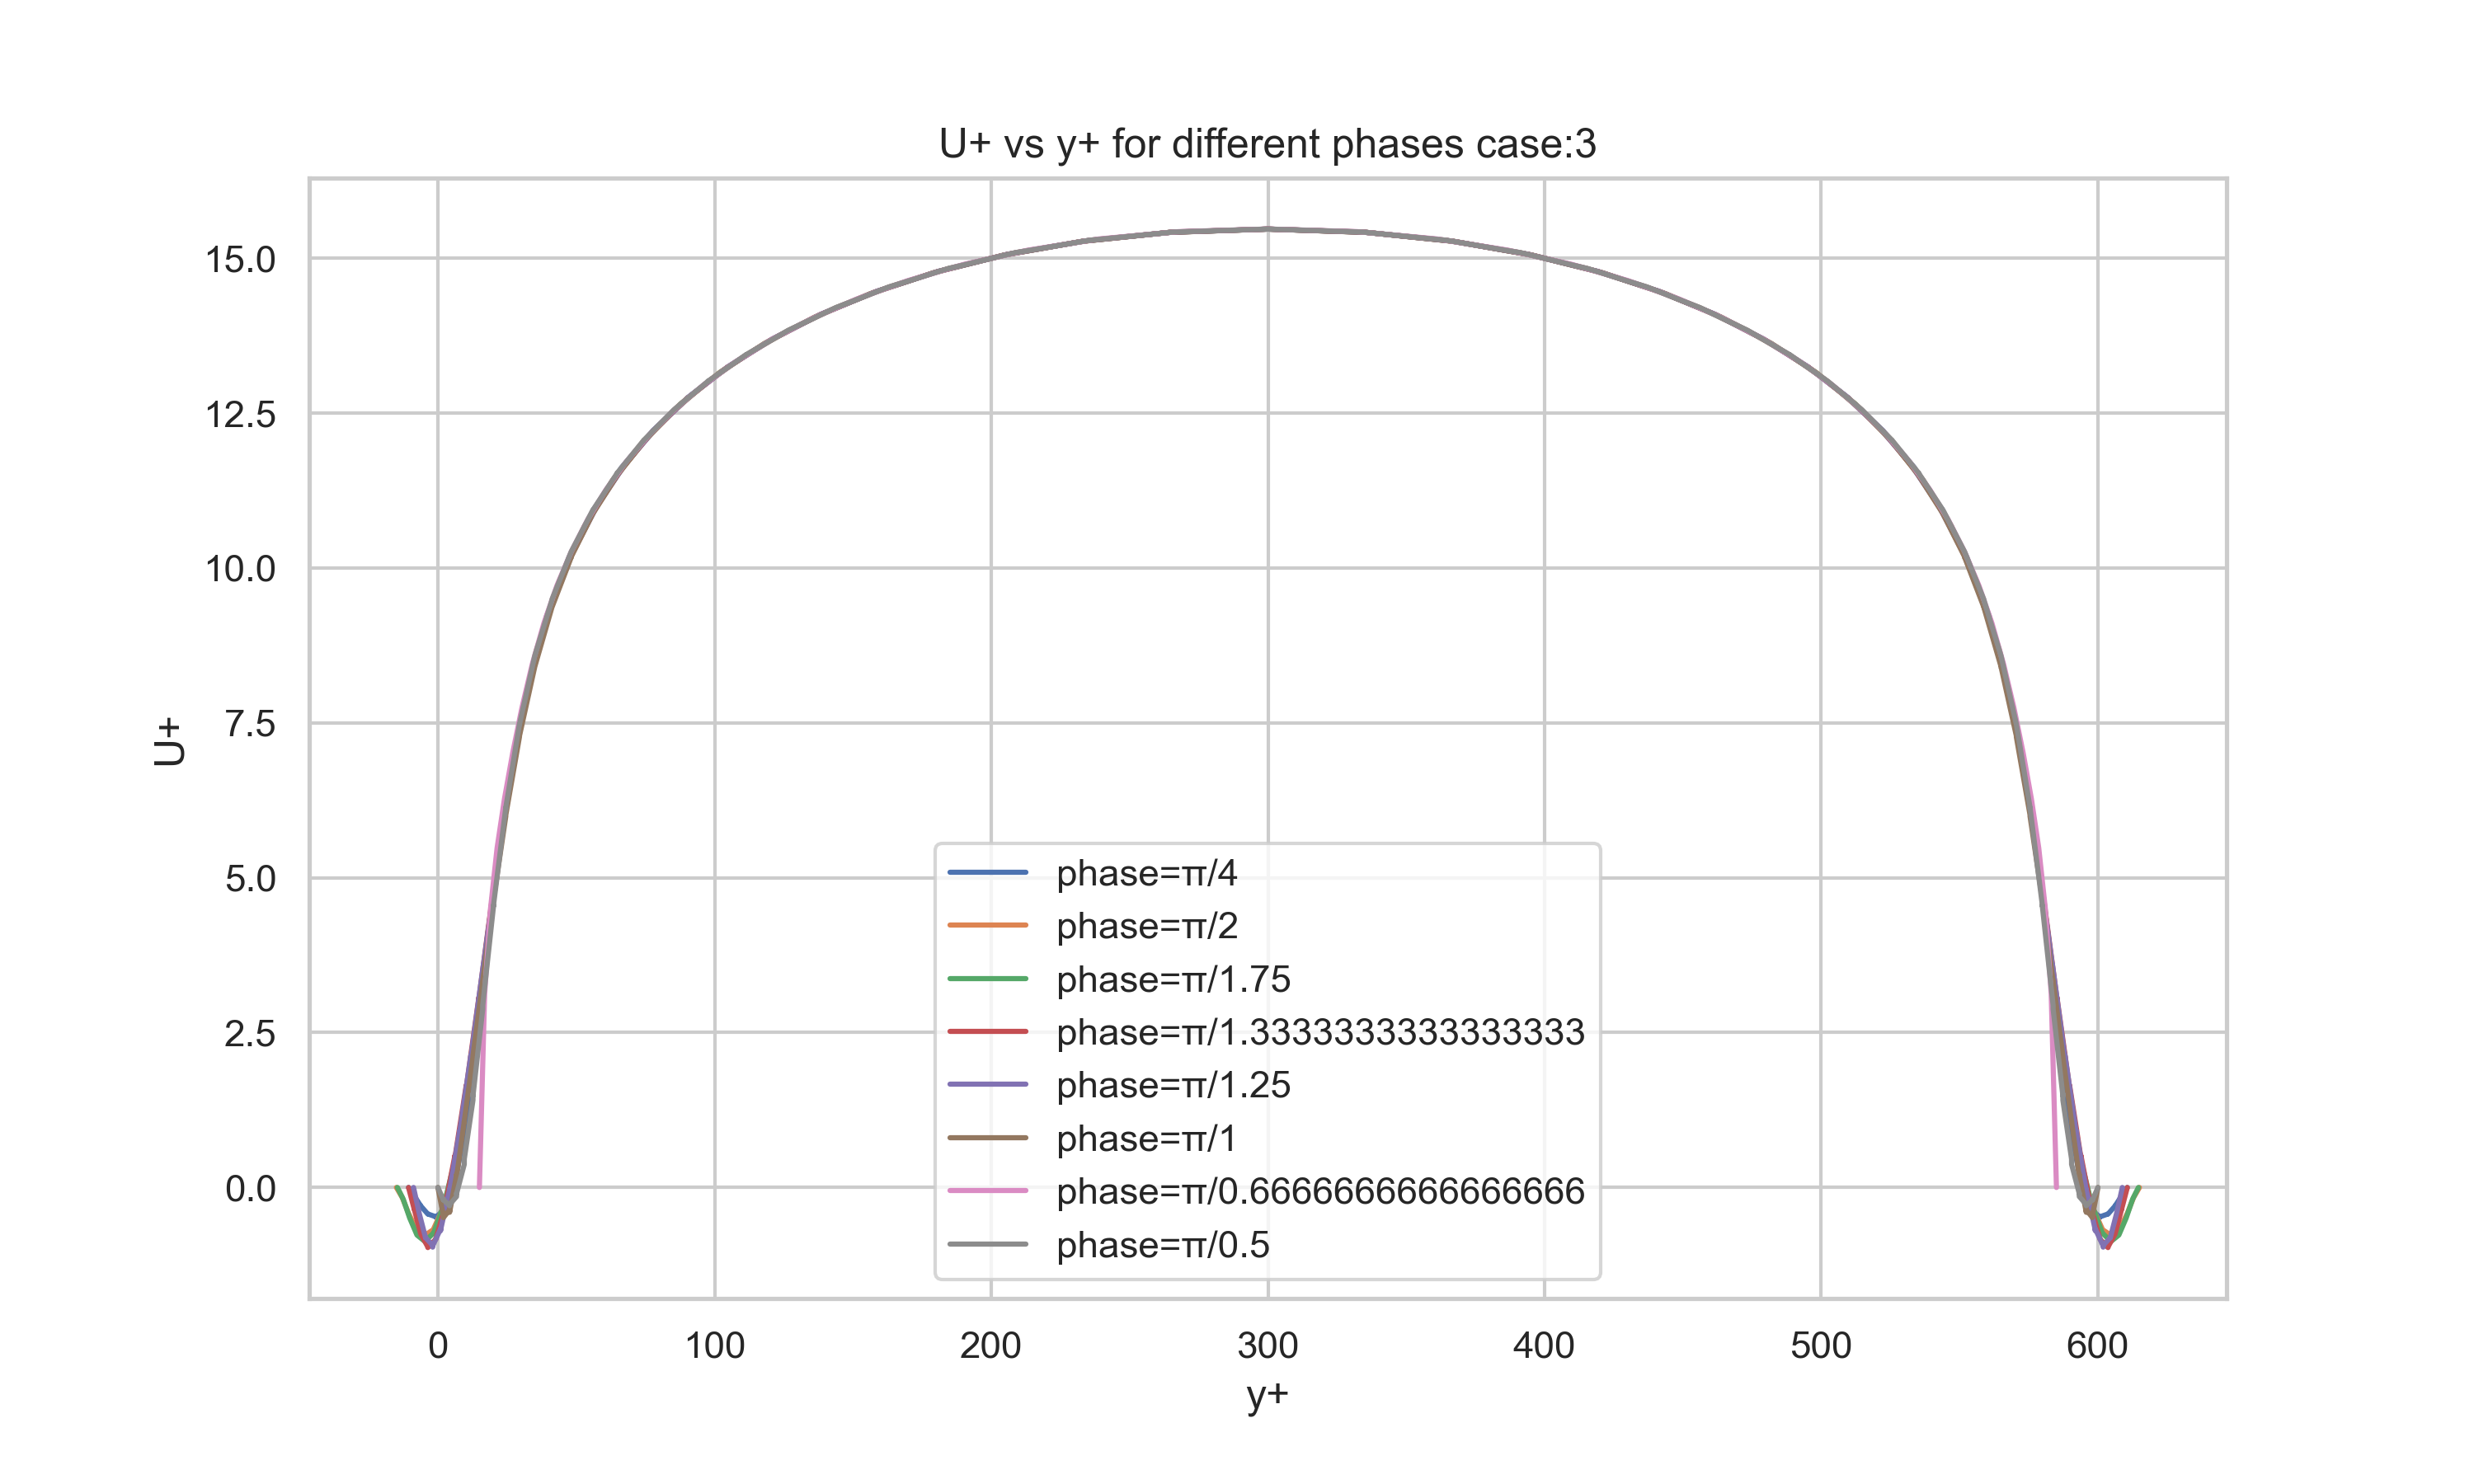 U+ vs y+ for different phases case:3
15.0
12.5
10.0
7.5
5.0
2.5
0.0
U+
phase=π/4
phase=π/2
phase=π/1.75
phase=π/1.3333333333333333
phase=π/1.25
phase=π/1
phase=π/0.6666666666666666
phase=π/0.5
0 100 200 300 400 500 600
y+